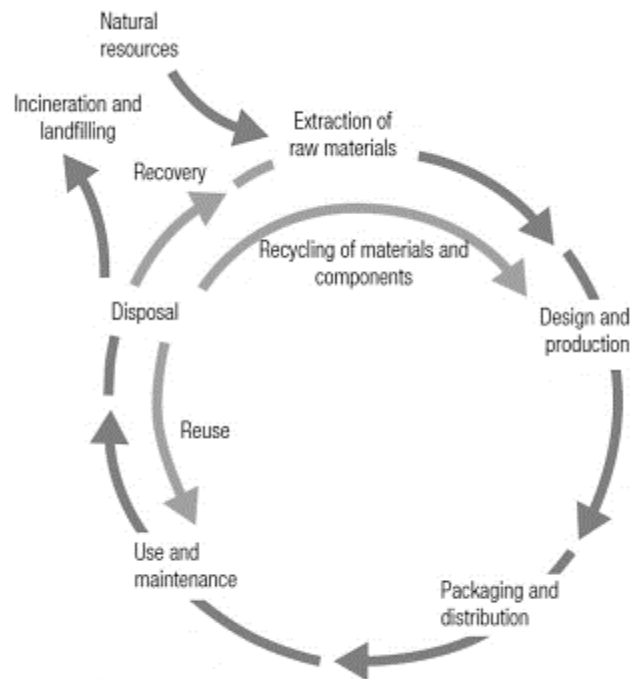 Natural
resources
Incineration and
landfilling
Extraction of
raw materials
Recovery
Recycling of materials and
components
Disposal
Design and
production
Reuse
Use and
maintenance
Packaging and
distribution